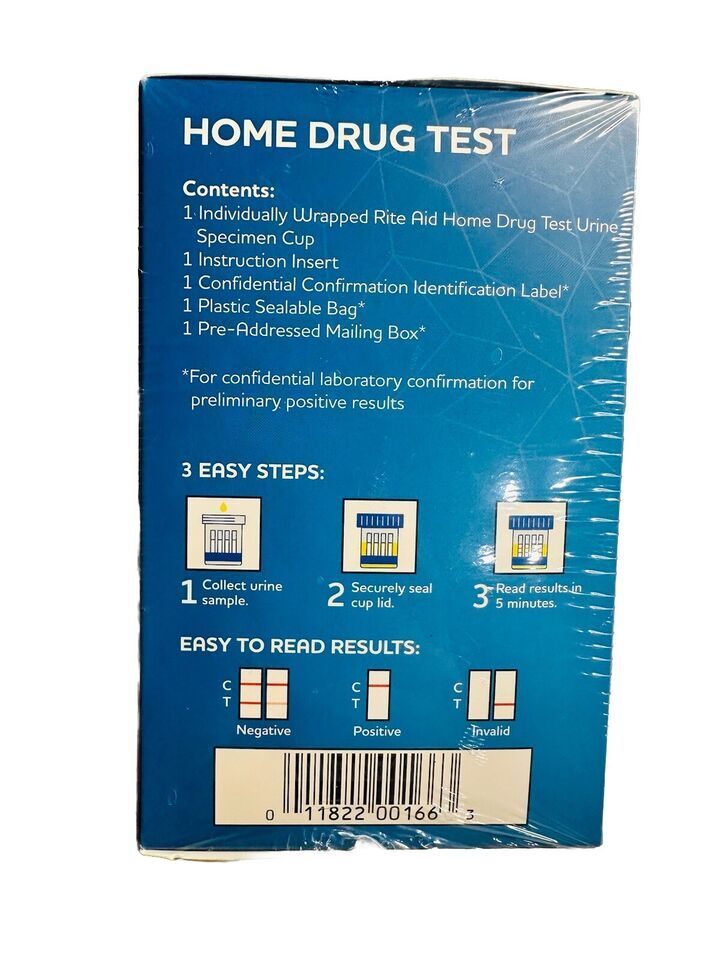 HOME DRUG TEST
Contents:
1 Individually Wrapped Rite Aid Home Drug Test Urine
Specimen Cup
1 Instruction Insert
1 Confidential Confirmation Identification Label*
1 Plastic Sealable Bag*
1 Pre-Addressed Mailing Box*
*For confidential laboratory confirmation for
preliminary positive results
3 EASY STEPS:
1 Collect urine
sample.
2 Securely seal
cup lid.
3 Read results in
5 minutes.
EASY TO READ RESULTS:
C
T
Negative
C
T
Positive
C
T
Invalid
0 11822 00166 3